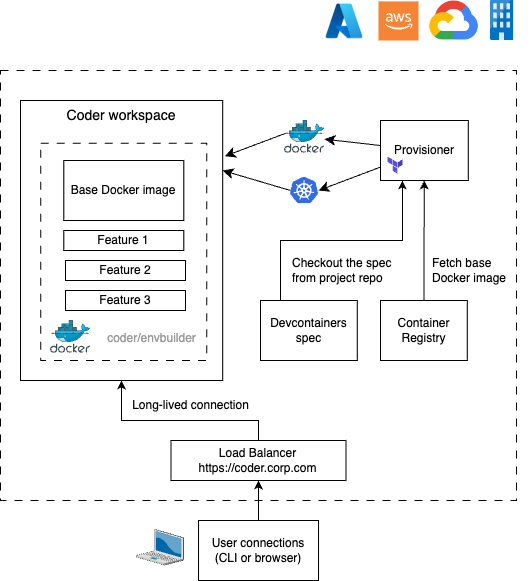 aws
Coder workspace
Base Docker image
Feature 1
Feature 2
Feature 3
docker
coder/envbuilder
docker
Provisioner
Checkout the spec
from project repo
Fetch base
Docker image
Devcontainers
spec
Container
Registry
Long-lived connection
Load Balancer
https://coder.corp.com
User connections
(CLI or browser)